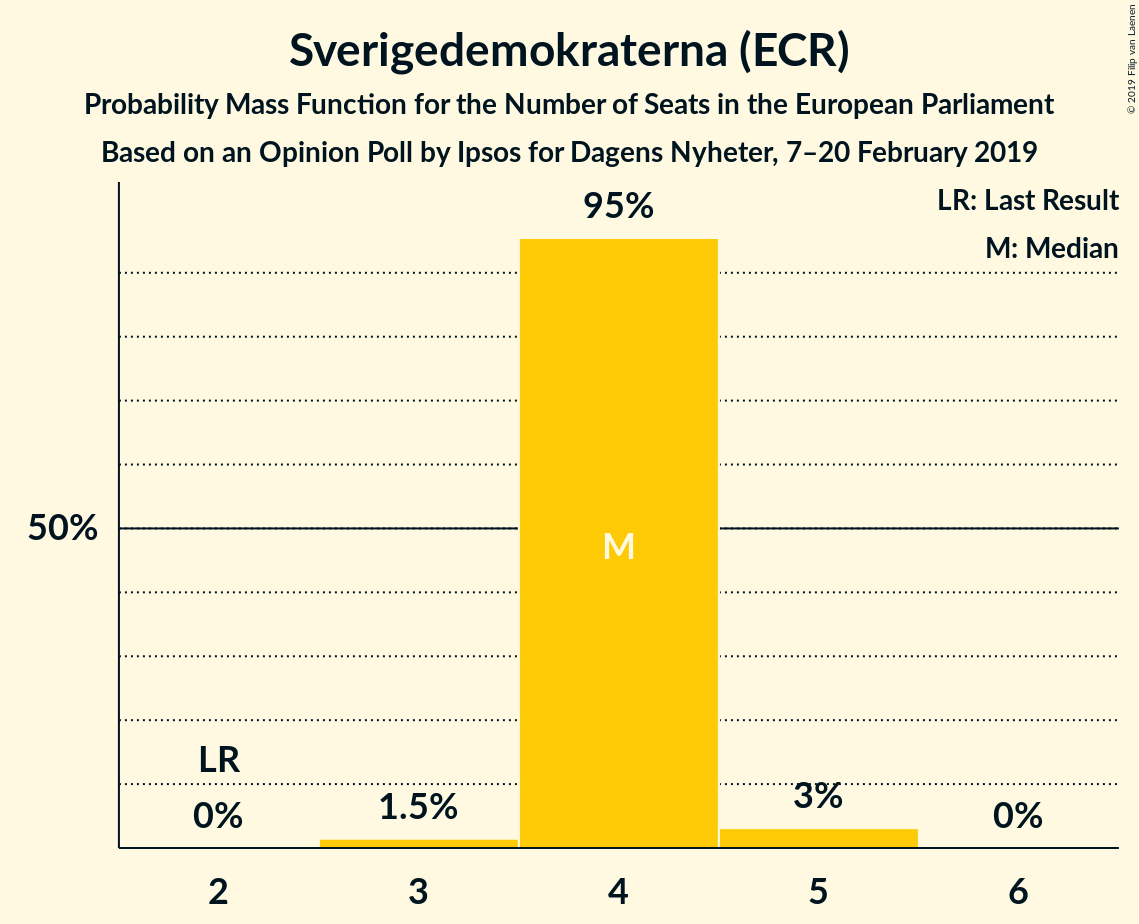 Sverigedemokraterna (ECR)
Probability Mass Function for the Number of Seats in the European Parliament
Based on an Opinion Poll by Ipsos for Dagens Nyheter, 7–20 February 2019
© 2019 Filip van Laenen
LR: Last Result
M: Median
95%
50%
M
LR
0%
1.5%
3%
0%
2
3
4
5
6